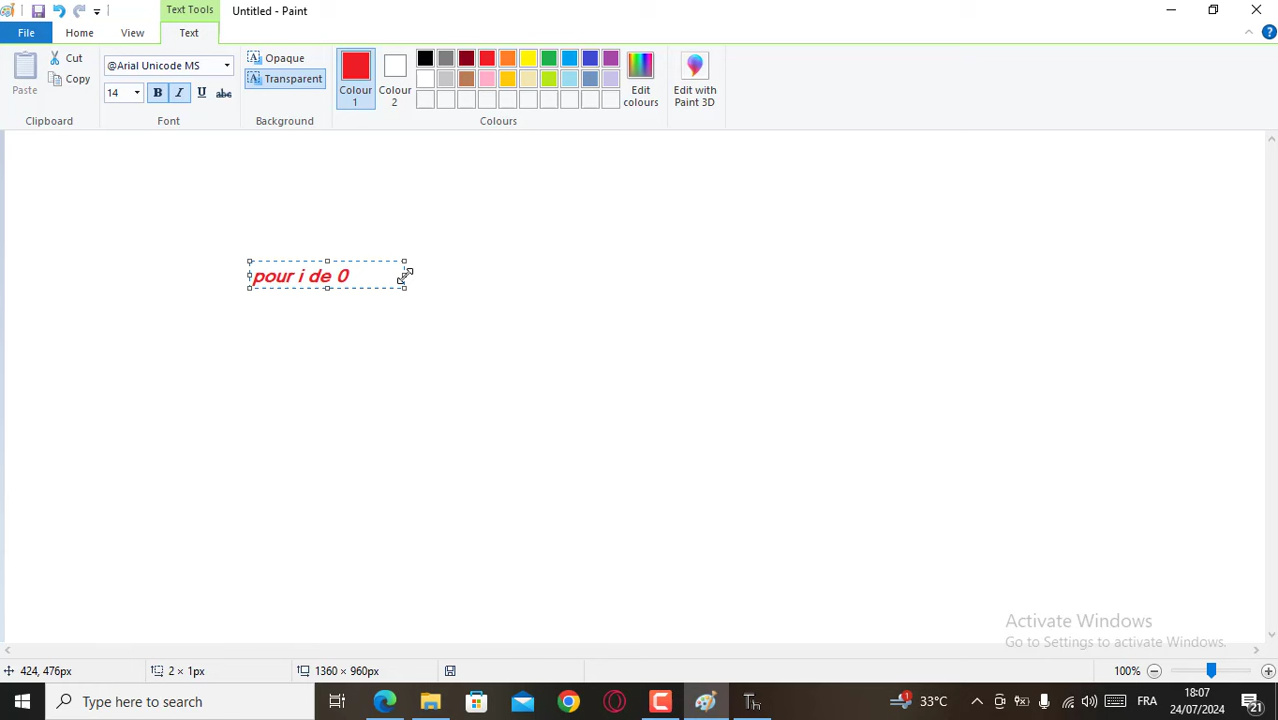 Text Tools
Untitled - Paint
File
Home
View
Text
Paste
Cut
Copy
Clipboard
@Arial Unicode MS
14
B
I
U
abc
Font
Opaque
Transparent
Background
Colour 1
Colour 2
Edit colours
Colours
Edit with Paint 3D
pour i de 0
Activate Windows
Go to Settings to activate Windows.
424, 476px
2 × 1px
1360 × 960px
100%
Type here to search
1
33°C
FRA
18:07
24/07/2024
21